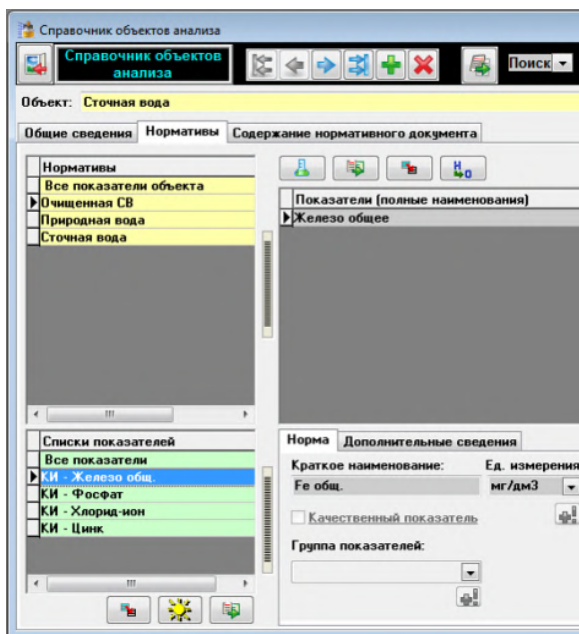 Справочник объектов анализа
Справочник объектов
анализа
Поиск
Объект: Сточная вода
Общие сведения Нормативы Содержание нормативного документа
Нормативы
Все показатели объекта
Очищенная СВ
Природная вода
Сточная вода
H
O
Показатели (полные наименования)
Железо общее
Списки показателей
Все показатели
КИ - Железо общ.
КИ - Фосфат
КИ - Хлорид-ион
КИ - Цинк
Норма Дополнительные сведения
Краткое наименование: Ед. измерения
Fe общ. мг/дм3
Качественный показатель
Группа показателей: